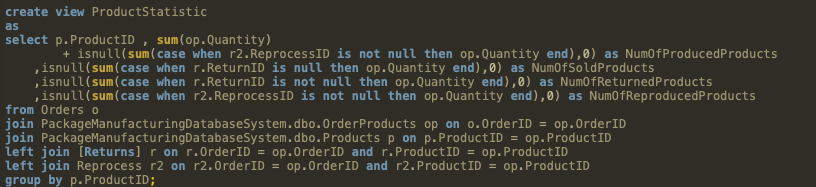 create view ProductStatistic
as
select p.ProductID , sum(op.Quantity)
+ isnull(sum(case when r2.ReprocessID is not null then op.Quantity end),0) as NumOfProducedProducts
,isnull(sum(case when r.ReturnID is null then op.Quantity end),0) as NumOfSoldProducts
,isnull(sum(case when r.ReturnID is not null then op.Quantity end),0) as NumOfReturnedProducts
,isnull(sum(case when r2.ReprocessID is not null then op.Quantity end),0) as NumOfReproducedProducts
from Orders o
join PackageManufacturingDatabaseSystem.dbo.OrderProducts op on o.OrderID = op.OrderID
join PackageManufacturingDatabaseSystem.dbo.Products p on p.ProductID = op.ProductID
left join [Returns] r on r.OrderID = op.OrderID and r.ProductID = op.ProductID
left join Reprocess r2 on r2.OrderID = op.OrderID and r2.ProductID = op.ProductID
group by p.ProductID;